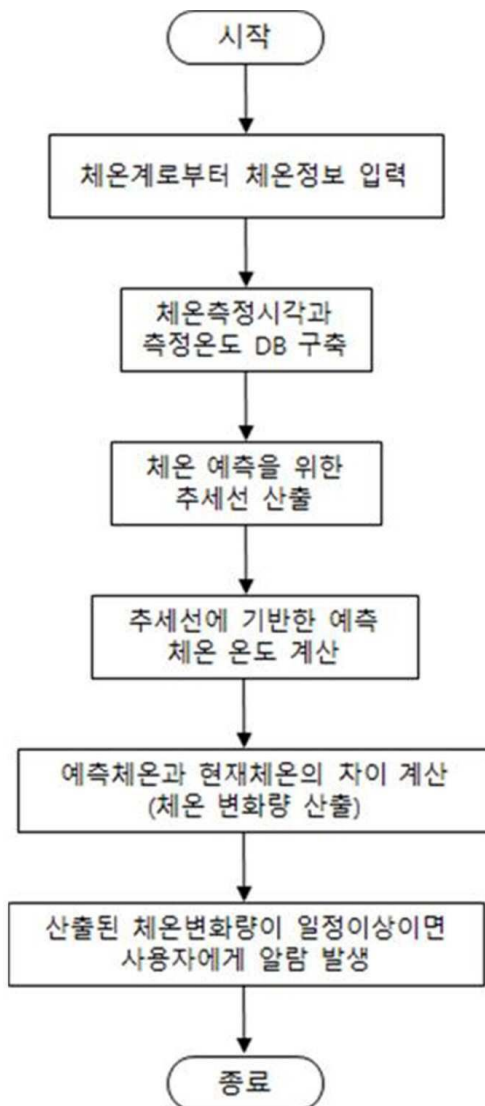 시작
체온계로부터 체온정보 입력
체온측정시각과
측정온도 DB 구축
체온 예측을 위한
추세선 산출
추세선에 기반한 예측
체온 온도 계산
예측체온과 현재체온의 차이 계산
(체온 변화량 산출)
산출된 체온변화량이 일정이상이면
사용자에게 알람 발생
종료